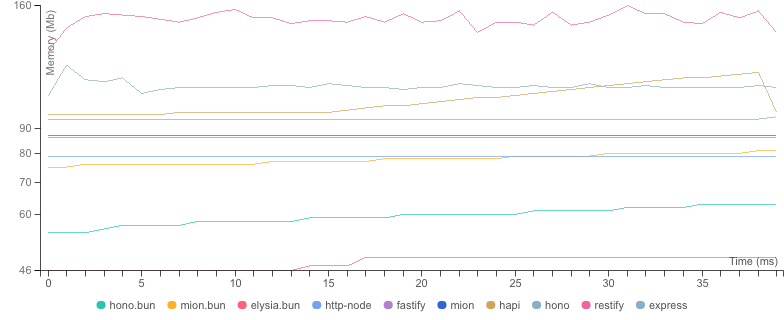 160
Memory (Mb)
90
80
70
60
46
Time (ms)
0 5 10 15 20 25 30 35
hono.bun mion.bun elysia.bun http-node fastify mion hapi hono restify express